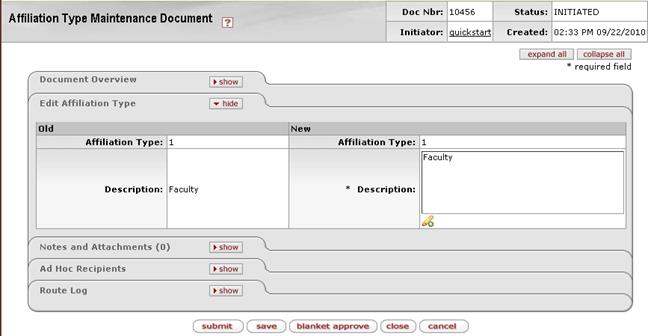 Affiliation Type Maintenance Document ?
Doc Nbr: 10456 Status: INITIATED
Initiator: quickstart Created: 02:33 PM 09/22/2010
expand all collapse all
* required field
Document Overview show
Edit Affiliation Type hide
Old New
Affiliation Type: 1 Affiliation Type: 1
Description: Faculty * Description: Faculty
Notes and Attachments (0) show
Ad Hoc Recipients show
Route Log show
submit save blanket approve close cancel